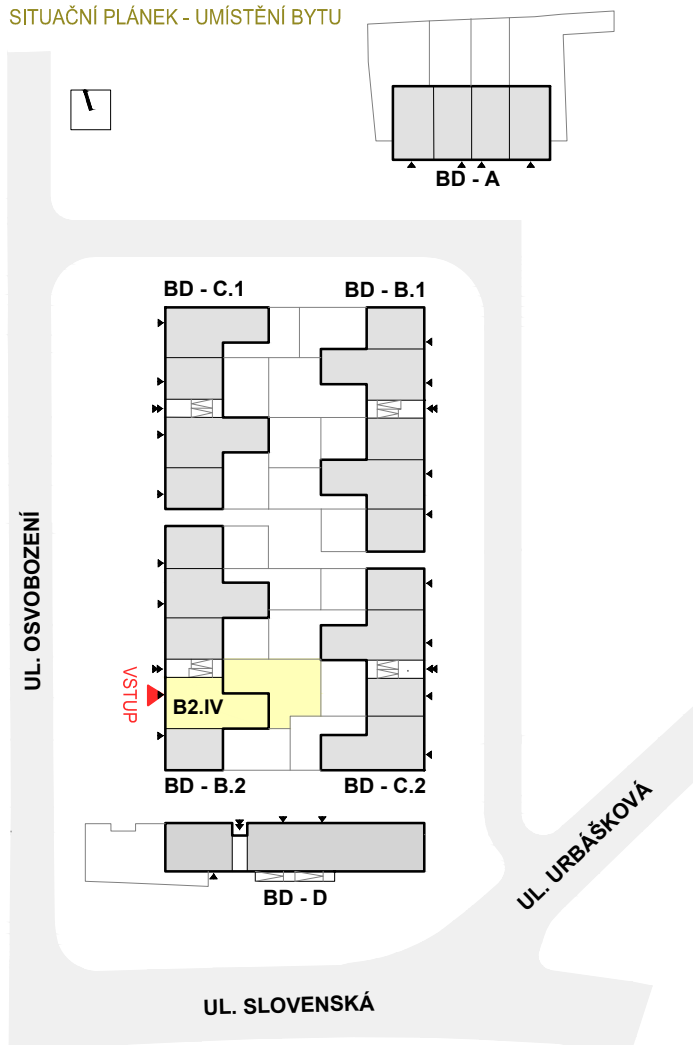 SITUAČNÍ PLÁNEK - UMÍSTĚNÍ BYTU
BD - A
BD - C.1
BD - B.1
UL. OSVOBOZENÍ
VSTUP
B2.IV
BD - B.2
BD - C.2
UL. URBÁŠKOVÁ
BD - D
UL. SLOVENSKÁ